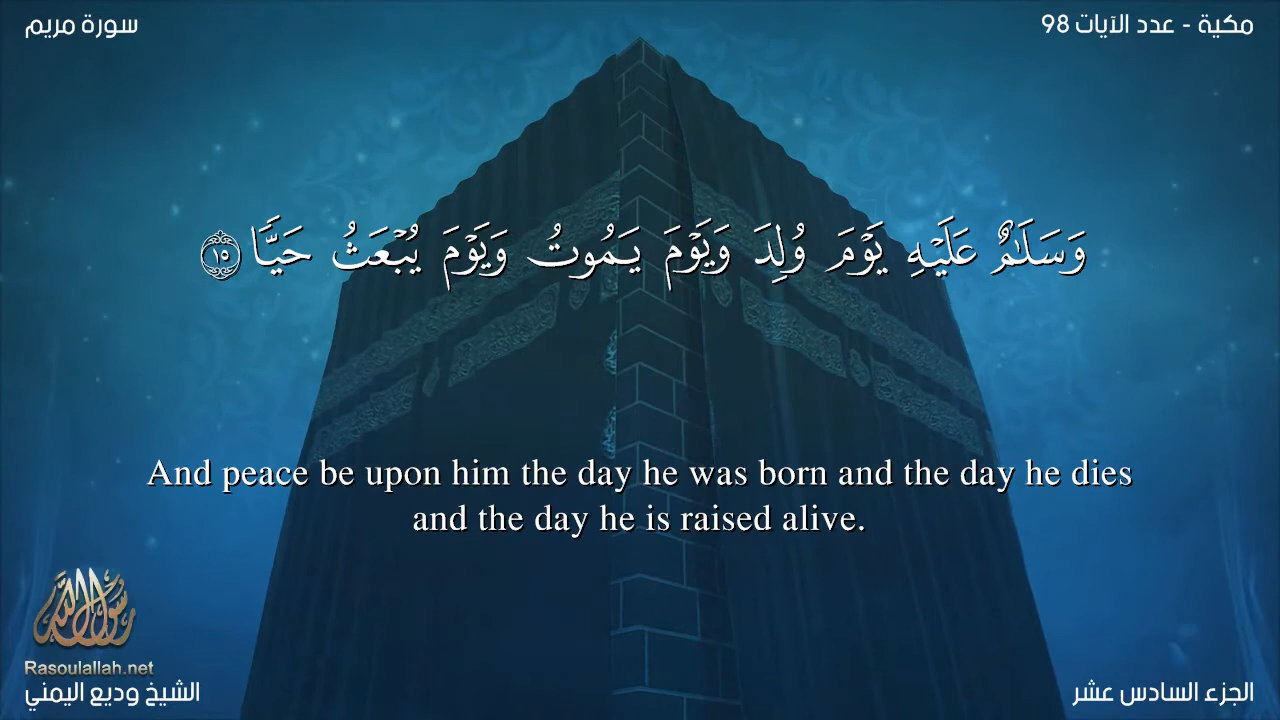 سورة مريم
مكية - عدد الآيات 98
وَسَلَٰمٌ عَلَيْهِ يَوْمَ وُلِدَ وَيَوْمَ يَمُوتُ وَيَوْمَ يُبْعَثُ حَيًّا ١٥
And peace be upon him the day he was born and the day he dies
and the day he is raised alive.
رسول الله
Rasoulallah.net
الشيخ وديع اليمني
الجزء السادس عشر